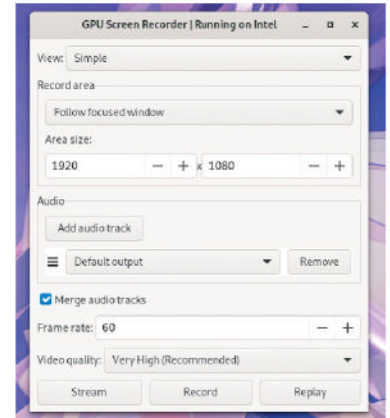 GPU Screen Recorder | Running on Intel
View: Simple
Record area
Follow focused window
Area size:
1920 x 1080
Audio
Add audio track
Default output Remove
Merge audio tracks
Frame rate: 60
Video quality: Very High (Recommended)
Stream Record Replay